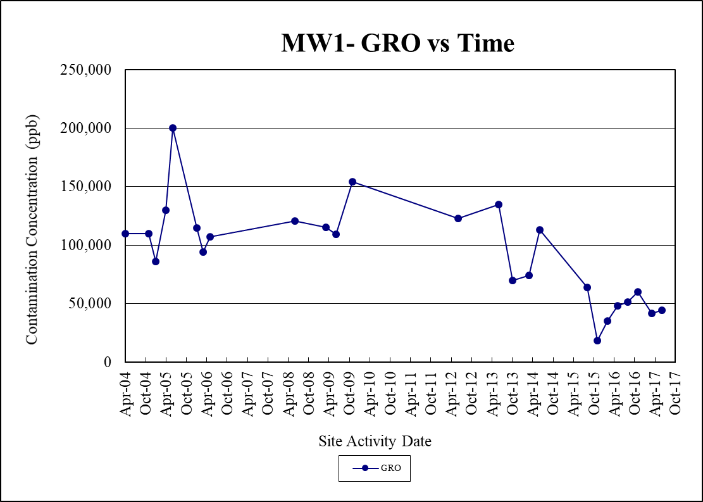 MW1- GRO vs Time
Contamination Concentration (ppb)
250,000
200,000
150,000
100,000
50,000
0
Apr-04
Oct-04
Apr-05
Oct-05
Apr-06
Oct-06
Apr-07
Oct-07
Apr-08
Oct-08
Apr-09
Oct-09
Apr-10
Oct-10
Apr-11
Oct-11
Apr-12
Oct-12
Apr-13
Oct-13
Apr-14
Oct-14
Apr-15
Oct-15
Apr-16
Oct-16
Apr-17
Oct-17
Site Activity Date
GRO